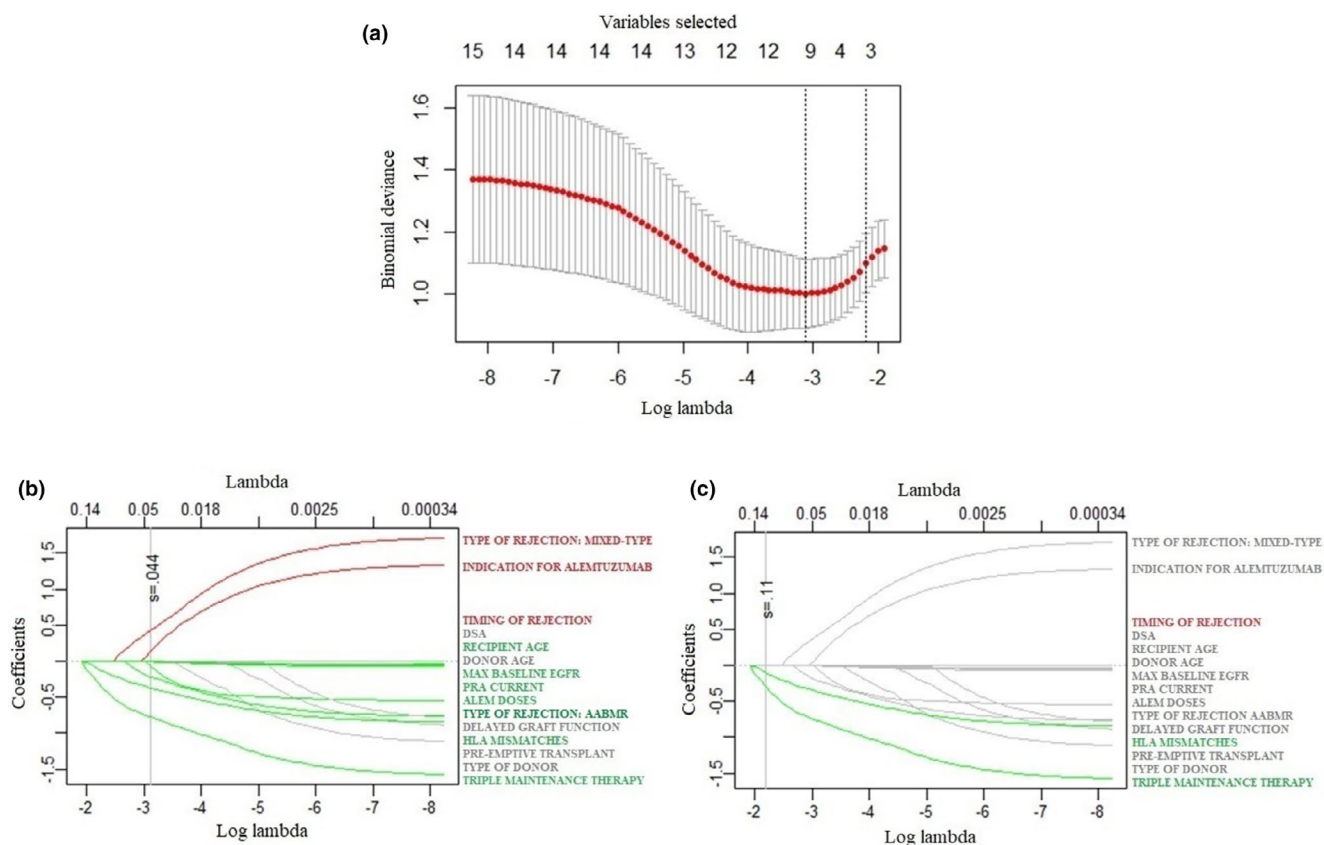 (a)
Variables selected
15 14 14 14 14 13 12 12 9 4 3
Binomial deviance
1.6
1.4
1.2
1.0
-8 -7 -6 -5 -4 -3 -2
Log lambda
(b)
Lambda
0.14 0.05 0.018 0.0025 0.00034
Coefficients
1.5
1.0
0.5
-0.5
-1.5
s=.044
TYPE OF REJECTION: MIXED-TYPE
INDICATION FOR ALEMTUZUMAB
TIMING OF REJECTION
DSA
RECIPIENT AGE
DONOR AGE
MAX BASELINE EGFR
PRA CURRENT
ALEM DOSES
TYPE OF REJECTION: AABMR
DELAYED GRAFT FUNCTION
HLA MISMATCHES
PRE-EMPTIVE TRANSPLANT
TYPE OF DONOR
TRIPLE MAINTENANCE THERAPY
-2 -3 -4 -5 -6 -7 -8
Log lambda
(c)
Lambda
0.14 0.05 0.018 0.0025 0.00034
Coefficients
1.5
1.0
0.5
-0.5
-1.5
s=.11
TYPE OF REJECTION: MIXED-TYPE
INDICATION FOR ALEMTUZUMAB
TIMING OF REJECTION
DSA
RECIPIENT AGE
DONOR AGE
MAX BASELINE EGFR
PRA CURRENT
ALEM DOSES
TYPE OF REJECTION AABMR
DELAYED GRAFT FUNCTION
HLA MISMATCHES
PRE-EMPTIVE TRANSPLANT
TYPE OF DONOR
TRIPLE MAINTENANCE THERAPY
-2 -3 -4 -5 -6 -7 -8
Log lambda